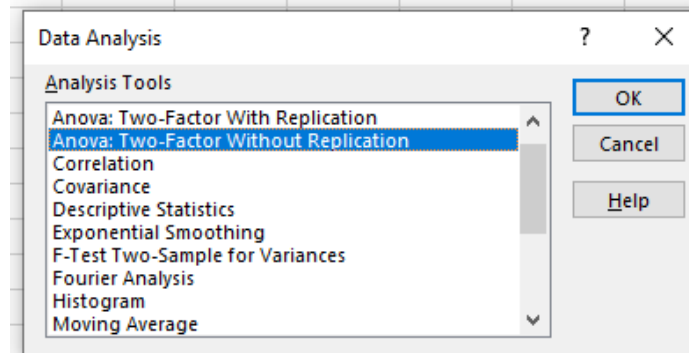 Data Analysis
?
Analysis Tools
Anova: Two-Factor With Replication
Anova: Two-Factor Without Replication
Correlation
Covariance
Descriptive Statistics
Exponential Smoothing
F-Test Two-Sample for Variances
Fourier Analysis
Histogram
Moving Average
OK
Cancel
Help